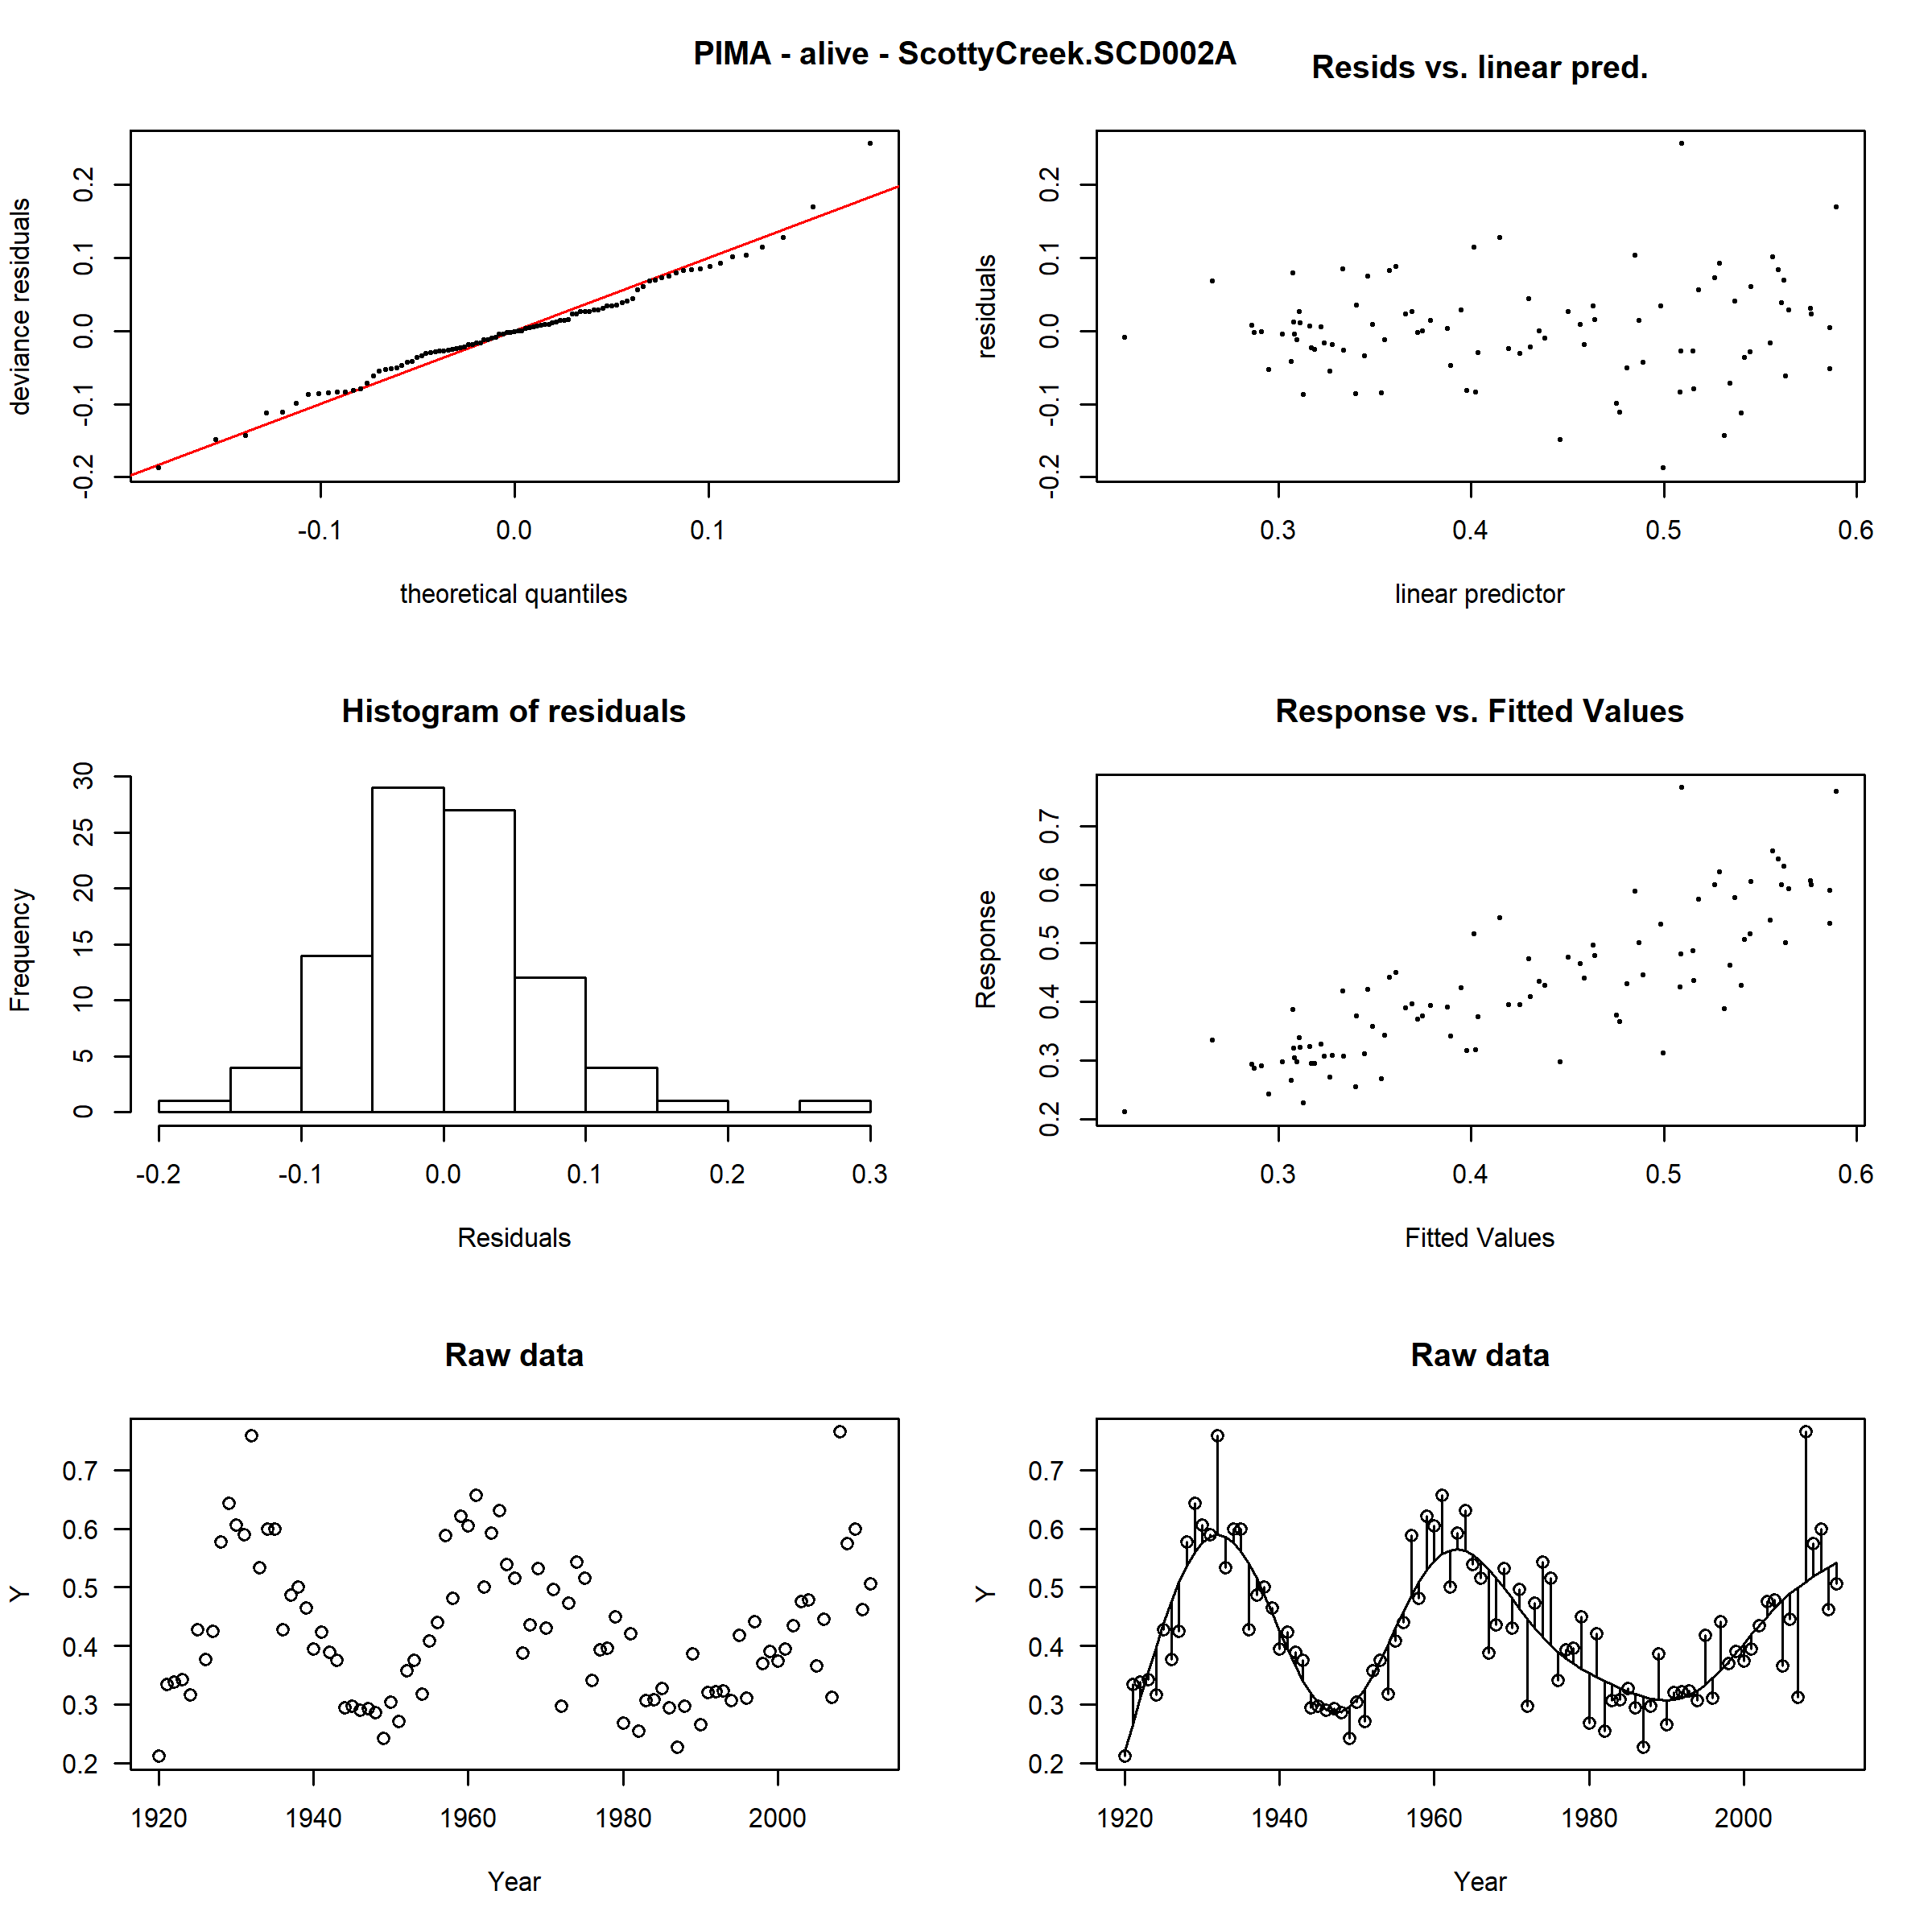 PIMA - alive - ScottyCreek.SCD002A
Resids vs. linear pred.
deviance residuals
-0.2 -0.1 0.0 0.1 0.2
-0.1 0.0 0.1
theoretical quantiles
residuals
-0.2 -0.1 0.0 0.1 0.2
0.3 0.4 0.5 0.6
linear predictor
Histogram of residuals
Frequency
0 5 10 15 20 25 30
-0.2 -0.1 0.0 0.1 0.2 0.3
Residuals
Response vs. Fitted Values
Response
0.2 0.3 0.4 0.5 0.6 0.7
0.3 0.4 0.5 0.6
Fitted Values
Raw data
Y
0.7
0.6
0.5
0.4
0.3
0.2
1920 1940 1960 1980 2000
Year
Raw data
Y
0.7
0.6
0.5
0.4
0.3
0.2
1920 1940 1960 1980 2000
Year